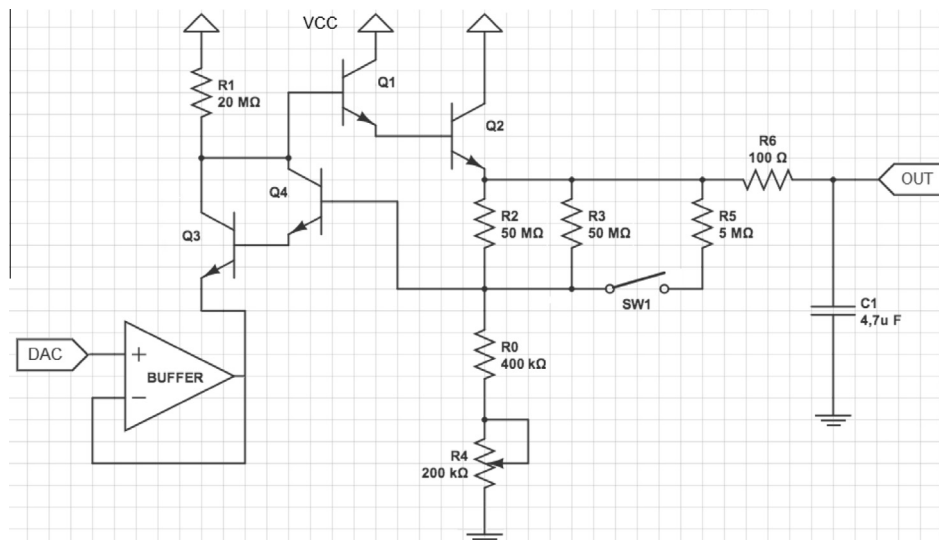 VCC
R1
20 MΩ
Q1
Q2
R6
100 Ω
OUT
Q4
R2
50 MΩ
R3
50 MΩ
R5
5 MΩ
Q3
SW1
C1
4,7u F
DAC
+
BUFFER
−
R0
400 kΩ
R4
200 kΩ